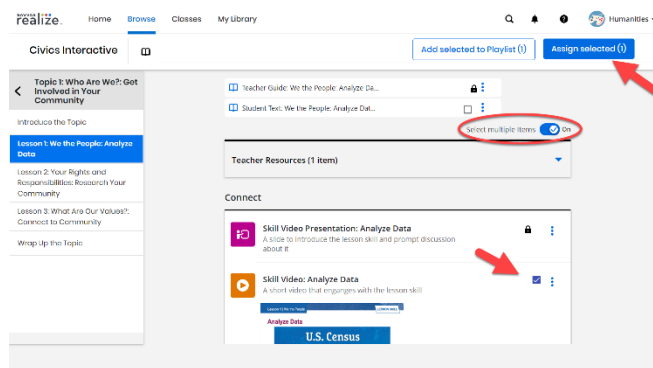 SAVVAS
realize.
Home Browse Classes My Library
Humanities
Civics Interactive
Add selected to Playlist (1)
Assign selected (1)
Topic 1: Who Are We?: Get
Involved in Your
Community
Introduce the Topic
Lesson 1: We the People: Analyze
Data
Lesson 2: Your Rights and
Responsibilities: Research Your
Community
Lesson 3: What Are Our Values?:
Connect to Community
Wrap Up the Topic
Teacher Guide: We the People: Analyze Da...
Student Text: We the People: Analyze Dat...
Select multiple items On
Teacher Resources (1 item)
Connect
Skill Video Presentation: Analyze Data
A slide to introduce the lesson skill and prompt discussion
about it
Skill Video: Analyze Data
A short video that enganges with the lesson skill
Analyze Data
U.S. Census